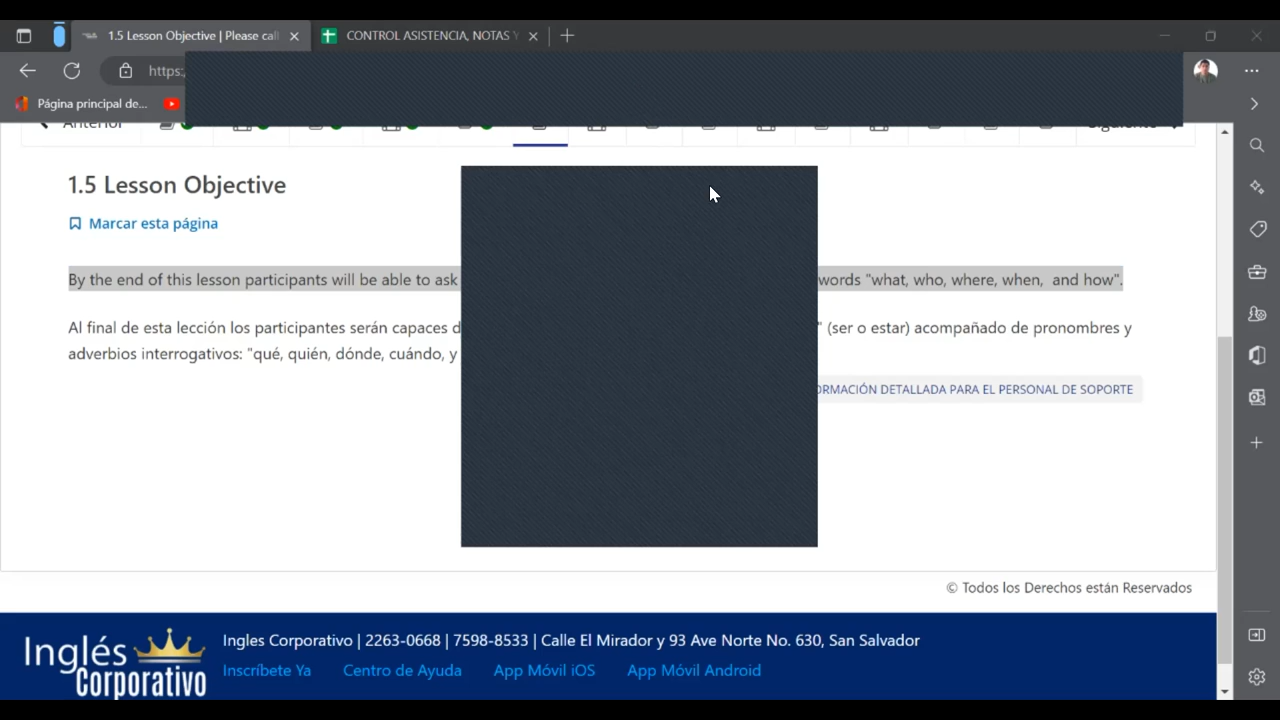 1.5 Lesson Objective | Please call
CONTROL ASISTENCIA, NOTAS Y
https:
Página principal de...
Anterior
Siguiente
1.5 Lesson Objective
Marcar esta página
By the end of this lesson participants will be able to ask words "what, who, where, when, and how".
Al final de esta lección los participantes serán capaces d " (ser o estar) acompañado de pronombres y
adverbios interrogativos: "qué, quién, dónde, cuándo, y
ORMACIÓN DETALLADA PARA EL PERSONAL DE SOPORTE
© Todos los Derechos están Reservados
Inglés
Corporativo
Ingles Corporativo | 2263-0668 | 7598-8533 | Calle El Mirador y 93 Ave Norte No. 630, San Salvador
Inscríbete Ya Centro de Ayuda App Móvil iOS App Móvil Android